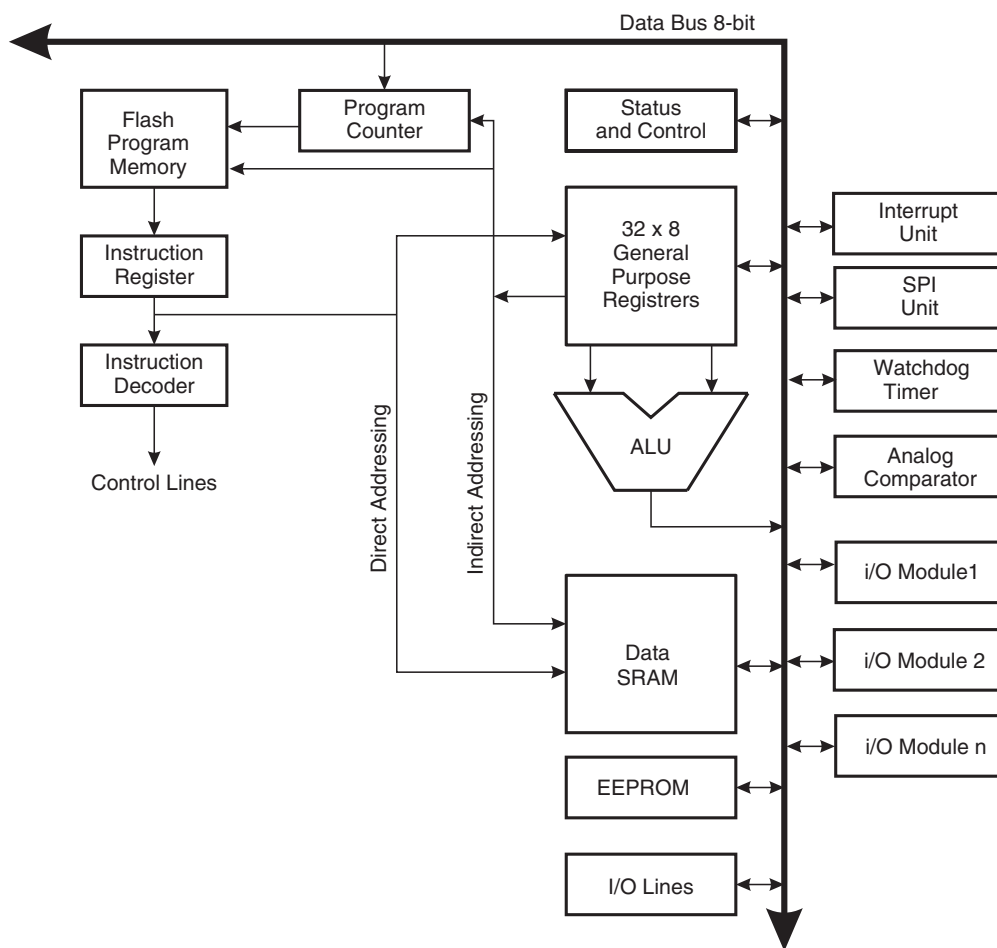 Data Bus 8-bit
Flash
Program
Memory
Program
Counter
Status
and Control
Instruction
Register
32 x 8
General
Purpose
Registrers
Interrupt
Unit
SPI
Unit
Instruction
Decoder
Watchdog
Timer
Control Lines
Direct Addressing
Indirect Addressing
ALU
Analog
Comparator
i/O Module1
Data
SRAM
i/O Module 2
i/O Module n
EEPROM
I/O Lines